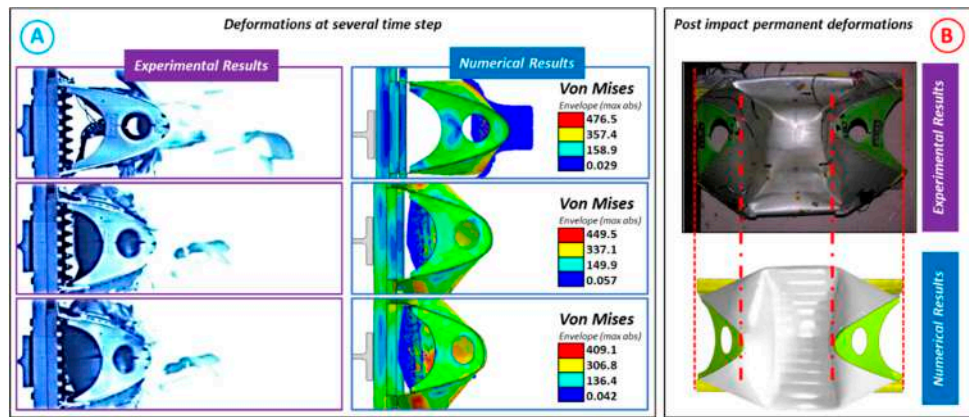 Deformations at several time step
A
Experimental Results
Numerical Results
Von Mises
Envelope (max abs)
476.5
357.4
158.9
0.029
Von Mises
Envelope (max abs)
449.5
337.1
149.9
0.057
Von Mises
Envelope (max abs)
409.1
306.8
136.4
0.042
Post impact permanent deformations
B
Experimental Results
Numerical Results